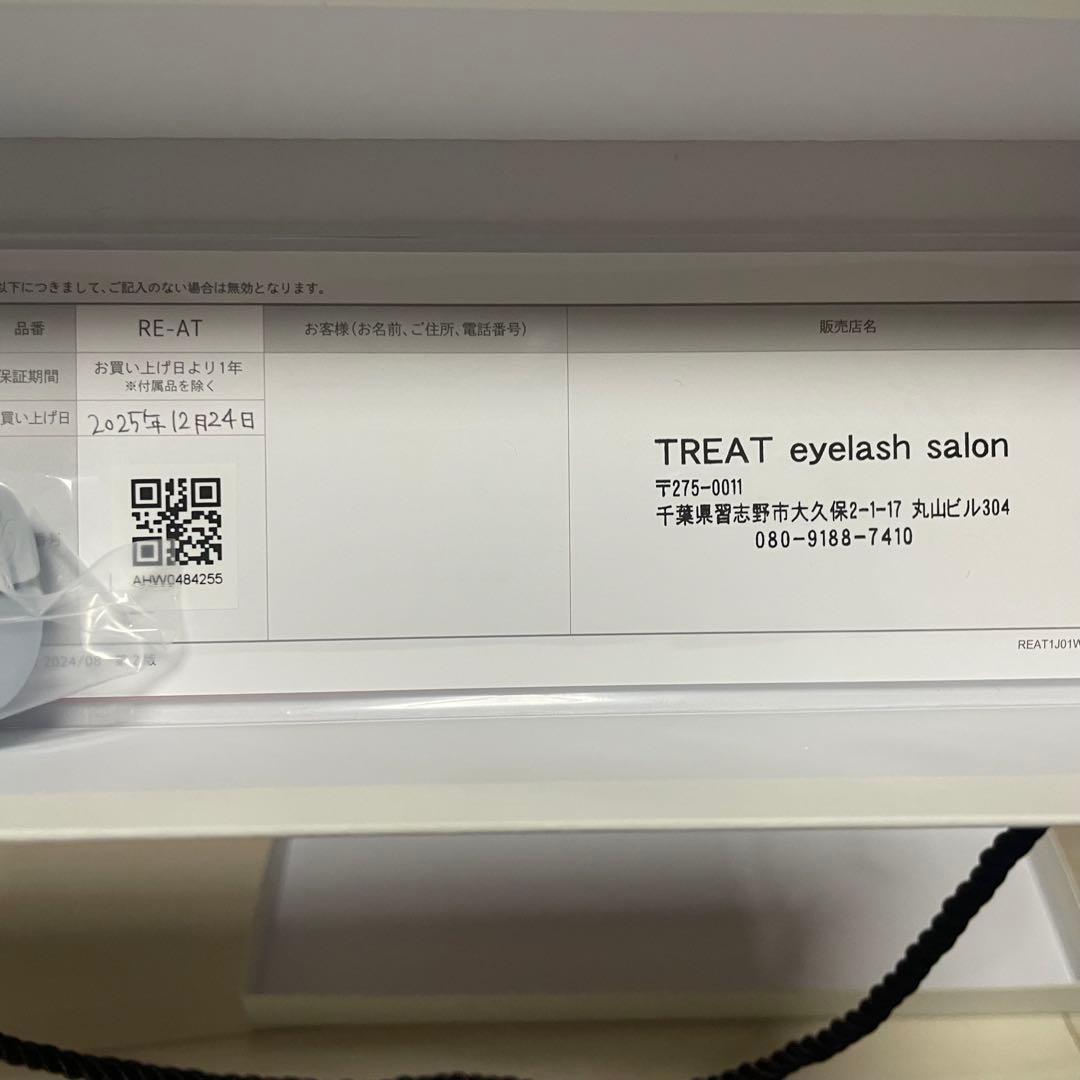 以下につきまして、ご記入のない場合は無効となります。
品番 RE-AT お客様(お名前、ご住所、電話番号) 販売店名
保証期間 お買い上げ日より1年
※付属品を除く
買い上げ日 2025年12月24日
TREAT eyelash salon
〒275-0011
千葉県習志野市大久保2-1-17 丸山ビル304
080-9188-7410
AHW0484255
2024/08 第2版
REAT1J01W